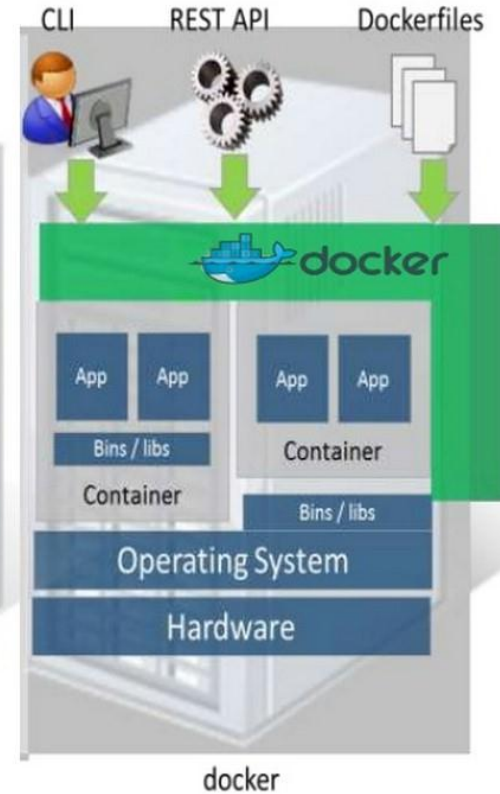 CLI REST API Dockerfiles
docker
App App App App
Bins / libs Container
Container Bins / libs
Operating System
Hardware
docker